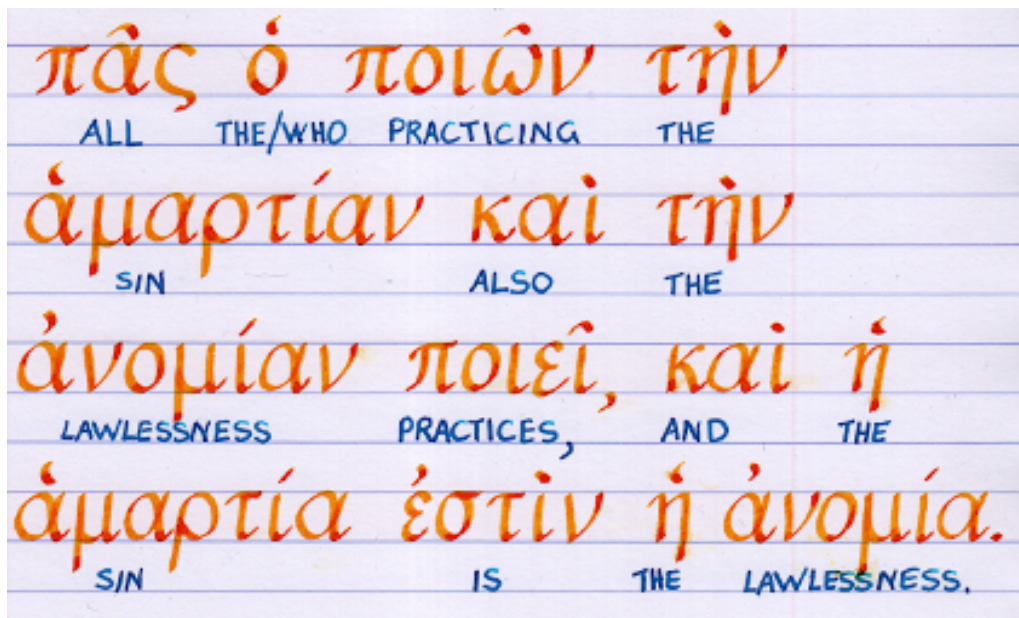 πᾶς ὁ ποιῶν τὴν
ALL THE/WHO PRACTICING THE
ἁμαρτίαν καὶ τὴν
SIN ALSO THE
ἀνομίαν ποιεῖ, καὶ ἡ
LAWLESSNESS PRACTICES, AND THE
ἁμαρτία ἐστὶν ἡ ἀνομία.
SIN IS THE LAWLESSNESS.